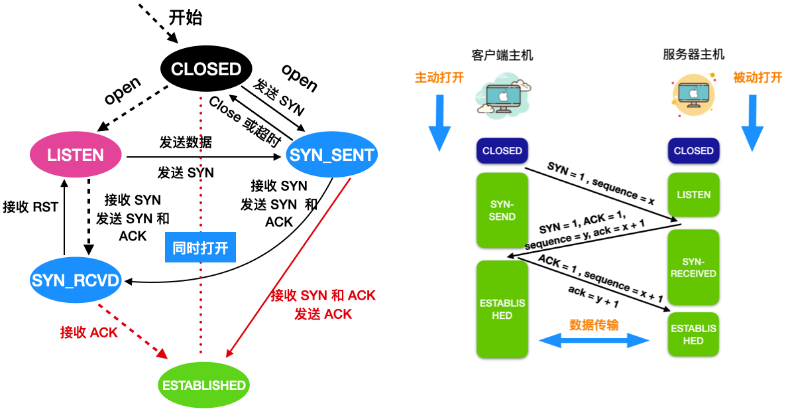 开始
CLOSED
open
open
发送 SYN
Close 或超时
LISTEN
发送数据
发送 SYN
SYN_SENT
接收 RST
接收 SYN
发送 SYN 和
ACK
接收 SYN
发送 SYN 和
ACK
同时打开
SYN_RCVD
接收 ACK
接收 SYN 和 ACK
发送 ACK
ESTABLISHED
客户端主机
服务器主机
主动打开
被动打开
CLOSED
CLOSED
SYN = 1 , sequence = x
SYN-
SEND
LISTEN
SYN = 1, ACK = 1,
sequence = y, ack = x + 1
SYN-
RECEIVED
ACK = 1 , sequence = x + 1
ack = y + 1
ESTABLIS
HED
数据传输
ESTABLIS
HED